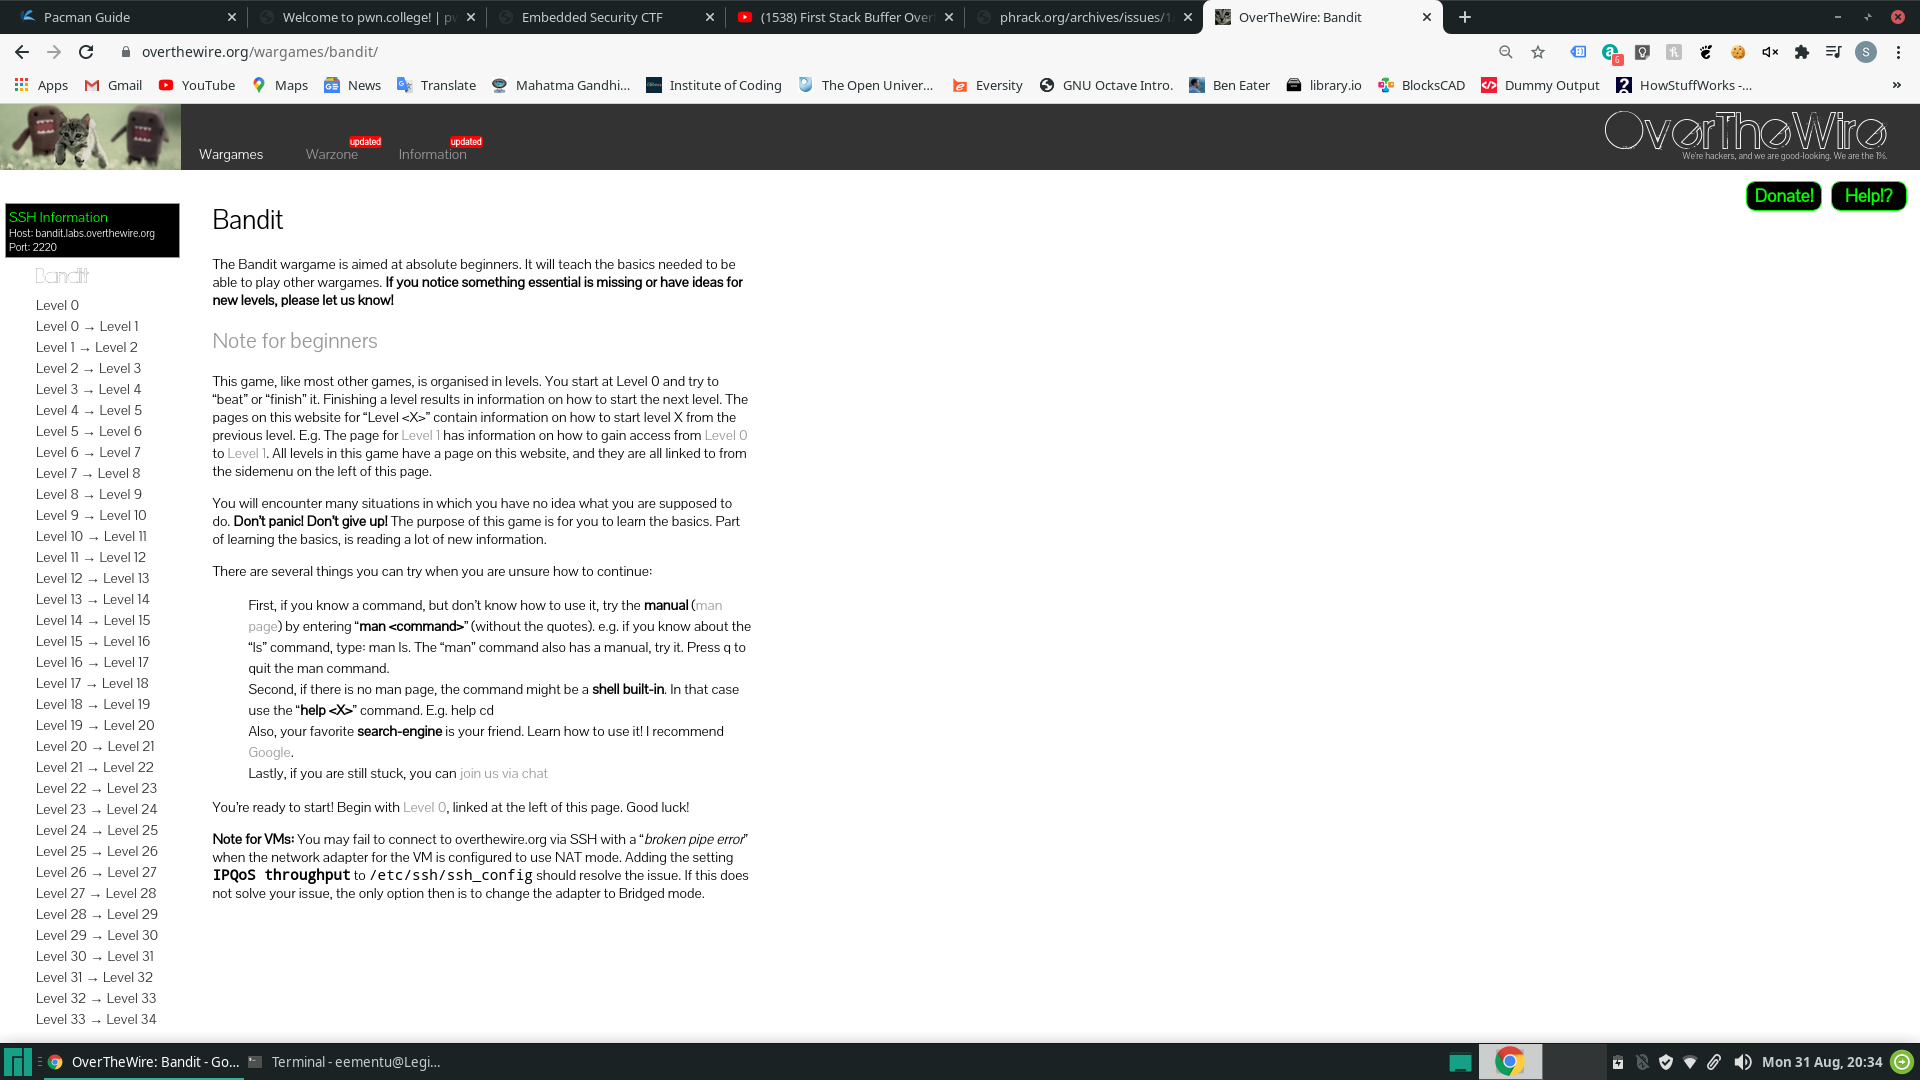 Pacman Guide
Welcome to pwn.college! | pw
Embedded Security CTF
(1538) First Stack Buffer Over
phrack.org/archives/issues/1
OverTheWire: Bandit
overthewire.org/wargames/bandit/
6
S
Apps
Gmail
YouTube
Maps
News
Translate
Mahatma Gandhi...
Institute of Coding
The Open Univer...
Eversity
GNU Octave Intro.
Ben Eater
library.io
BlocksCAD
Dummy Output
HowStuffWorks -...
»
Wargames
Warzone
updated
Information
updated
OverTheWire
We're hackers, and we are good-looking. We are the 1%.
Donate!
Help!?
SSH Information
Host: bandit.labs.overthewire.org
Port: 2220
Bandit
Level 0
Level 0 → Level 1
Level 1 → Level 2
Level 2 → Level 3
Level 3 → Level 4
Level 4 → Level 5
Level 5 → Level 6
Level 6 → Level 7
Level 7 → Level 8
Level 8 → Level 9
Level 9 → Level 10
Level 10 → Level 11
Level 11 → Level 12
Level 12 → Level 13
Level 13 → Level 14
Level 14 → Level 15
Level 15 → Level 16
Level 16 → Level 17
Level 17 → Level 18
Level 18 → Level 19
Level 19 → Level 20
Level 20 → Level 21
Level 21 → Level 22
Level 22 → Level 23
Level 23 → Level 24
Level 24 → Level 25
Level 25 → Level 26
Level 26 → Level 27
Level 27 → Level 28
Level 28 → Level 29
Level 29 → Level 30
Level 30 → Level 31
Level 31 → Level 32
Level 32 → Level 33
Level 33 → Level 34
Bandit
The Bandit wargame is aimed at absolute beginners. It will teach the basics needed to be
able to play other wargames. If you notice something essential is missing or have ideas for
new levels, please let us know!
Note for beginners
This game, like most other games, is organised in levels. You start at Level 0 and try to
“beat” or “finish” it. Finishing a level results in information on how to start the next level. The
pages on this website for “Level <X>” contain information on how to start level X from the
previous level. E.g. The page for Level 1 has information on how to gain access from Level 0
to Level 1. All levels in this game have a page on this website, and they are all linked to from
the sidemenu on the left of this page.
You will encounter many situations in which you have no idea what you are supposed to
do. Don’t panic! Don’t give up! The purpose of this game is for you to learn the basics. Part
of learning the basics, is reading a lot of new information.
There are several things you can try when you are unsure how to continue:
First, if you know a command, but don’t know how to use it, try the manual (man
page) by entering “man <command>” (without the quotes). e.g. if you know about the
“ls” command, type: man ls. The “man” command also has a manual, try it. Press q to
quit the man command.
Second, if there is no man page, the command might be a shell built-in. In that case
use the “help <X>” command. E.g. help cd
Also, your favorite search-engine is your friend. Learn how to use it! I recommend
Google.
Lastly, if you are still stuck, you can join us via chat
You’re ready to start! Begin with Level 0, linked at the left of this page. Good luck!
Note for VMs: You may fail to connect to overthewire.org via SSH with a “broken pipe error”
when the network adapter for the VM is configured to use NAT mode. Adding the setting
IPQoS throughput to /etc/ssh/ssh_config should resolve the issue. If this does
not solve your issue, the only option then is to change the adapter to Bridged mode.
OverTheWire: Bandit - Go...
Terminal - eementu@Legi...
Mon 31 Aug, 20:34